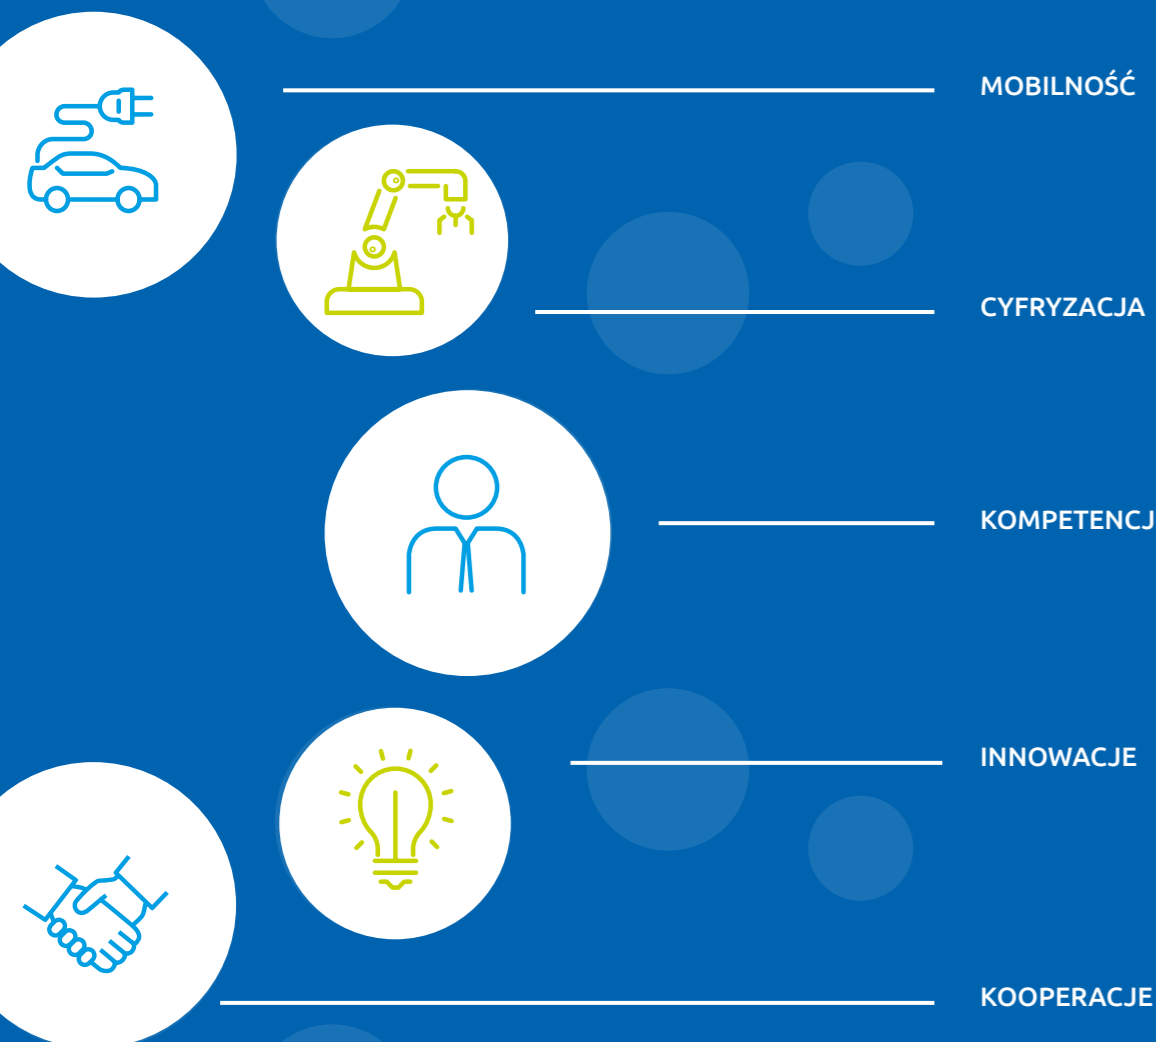 MOBILNOŚĆ
CYFRYZACJA
KOMPETENCJ
INNOWACJE
KOOPERACJE